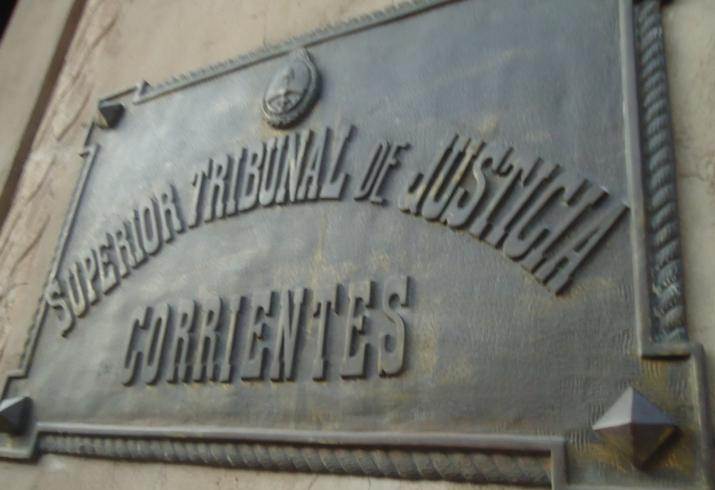 SUPERIOR TRIBUNAL DE JUSTICIA
CORRIENTES